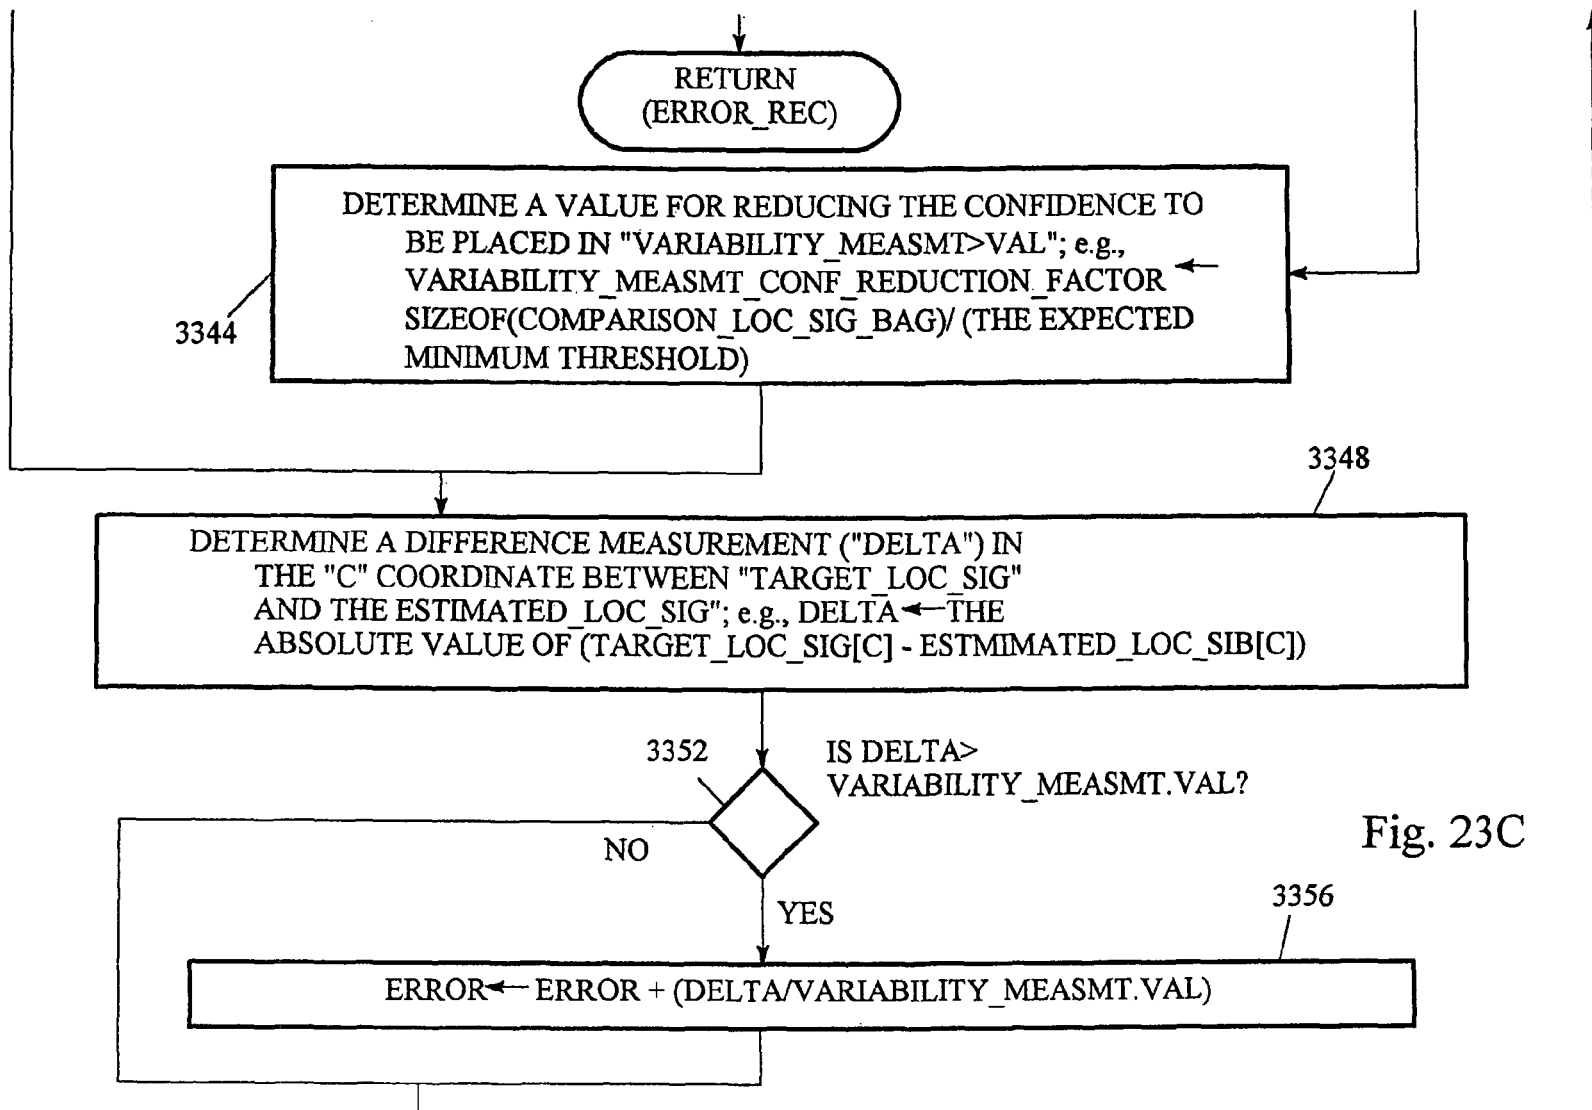 RETURN
(ERROR_REC)
DETERMINE A VALUE FOR REDUCING THE CONFIDENCE TO
BE PLACED IN "VARIABILITY_MEASMT>VAL"; e.g.,
VARIABILITY_MEASMT_CONF_REDUCTION_FACTOR ←
SIZEOF(COMPARISON_LOC_SIG_BAG)/ (THE EXPECTED
MINIMUM THRESHOLD)
3344
3348
DETERMINE A DIFFERENCE MEASUREMENT ("DELTA") IN
THE "C" COORDINATE BETWEEN "TARGET_LOC_SIG"
AND THE ESTIMATED_LOC_SIG"; e.g., DELTA ← THE
ABSOLUTE VALUE OF (TARGET_LOC_SIG[C] - ESTMIMATED_LOC_SIB[C])
3352
IS DELTA>
VARIABILITY_MEASMT.VAL?
NO
Fig. 23C
YES
3356
ERROR ← ERROR + (DELTA/VARIABILITY_MEASMT.VAL)